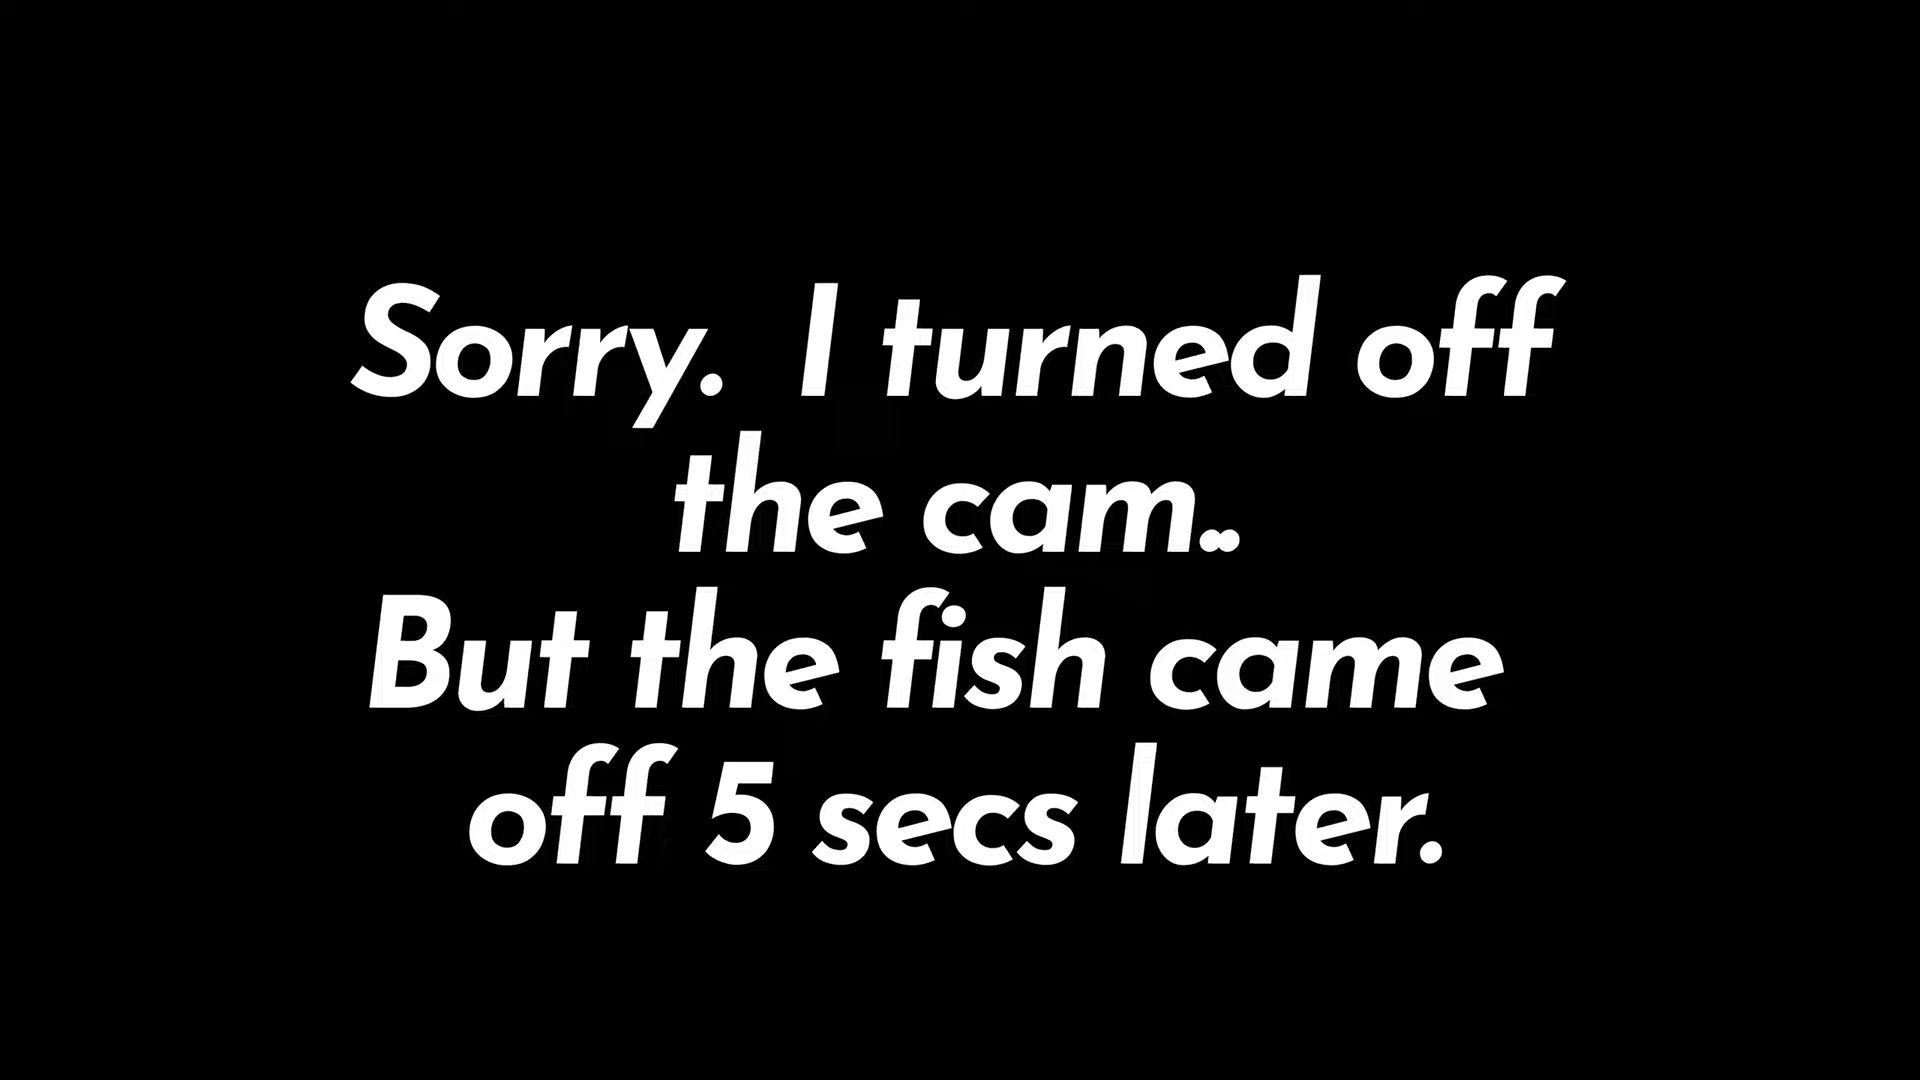 Sorry.  I turned off
the cam..
But the fish came
off 5 secs later.